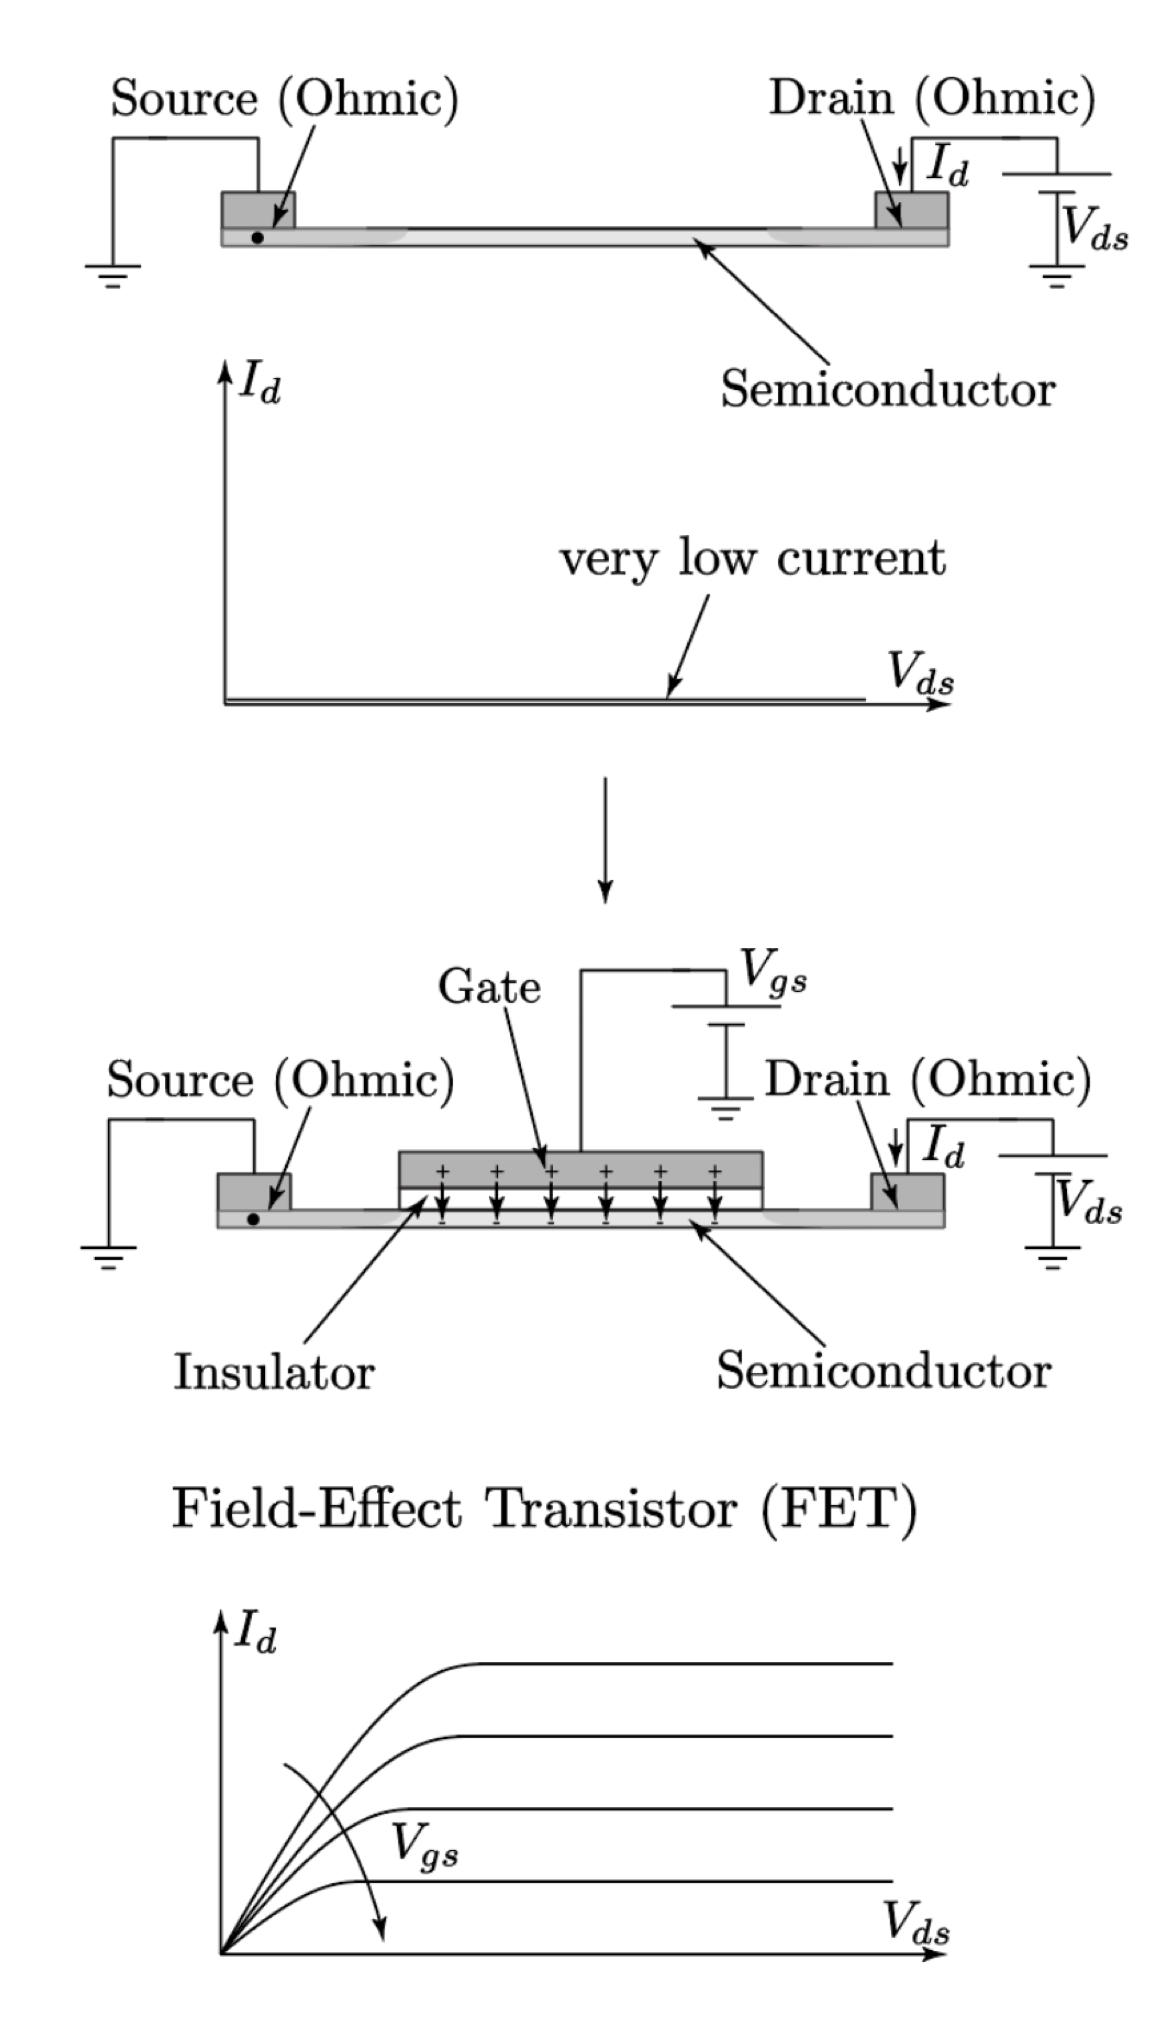 Source (Ohmic)
Drain (Ohmic)
I_d
V_ds
Semiconductor
I_d
very low current
V_ds
V_gs
Gate
Source (Ohmic)
Drain (Ohmic)
I_d
+ + + + + +
V_ds
- - - - - -
Insulator
Semiconductor
Field-Effect Transistor (FET)
I_d
V_gs
V_ds